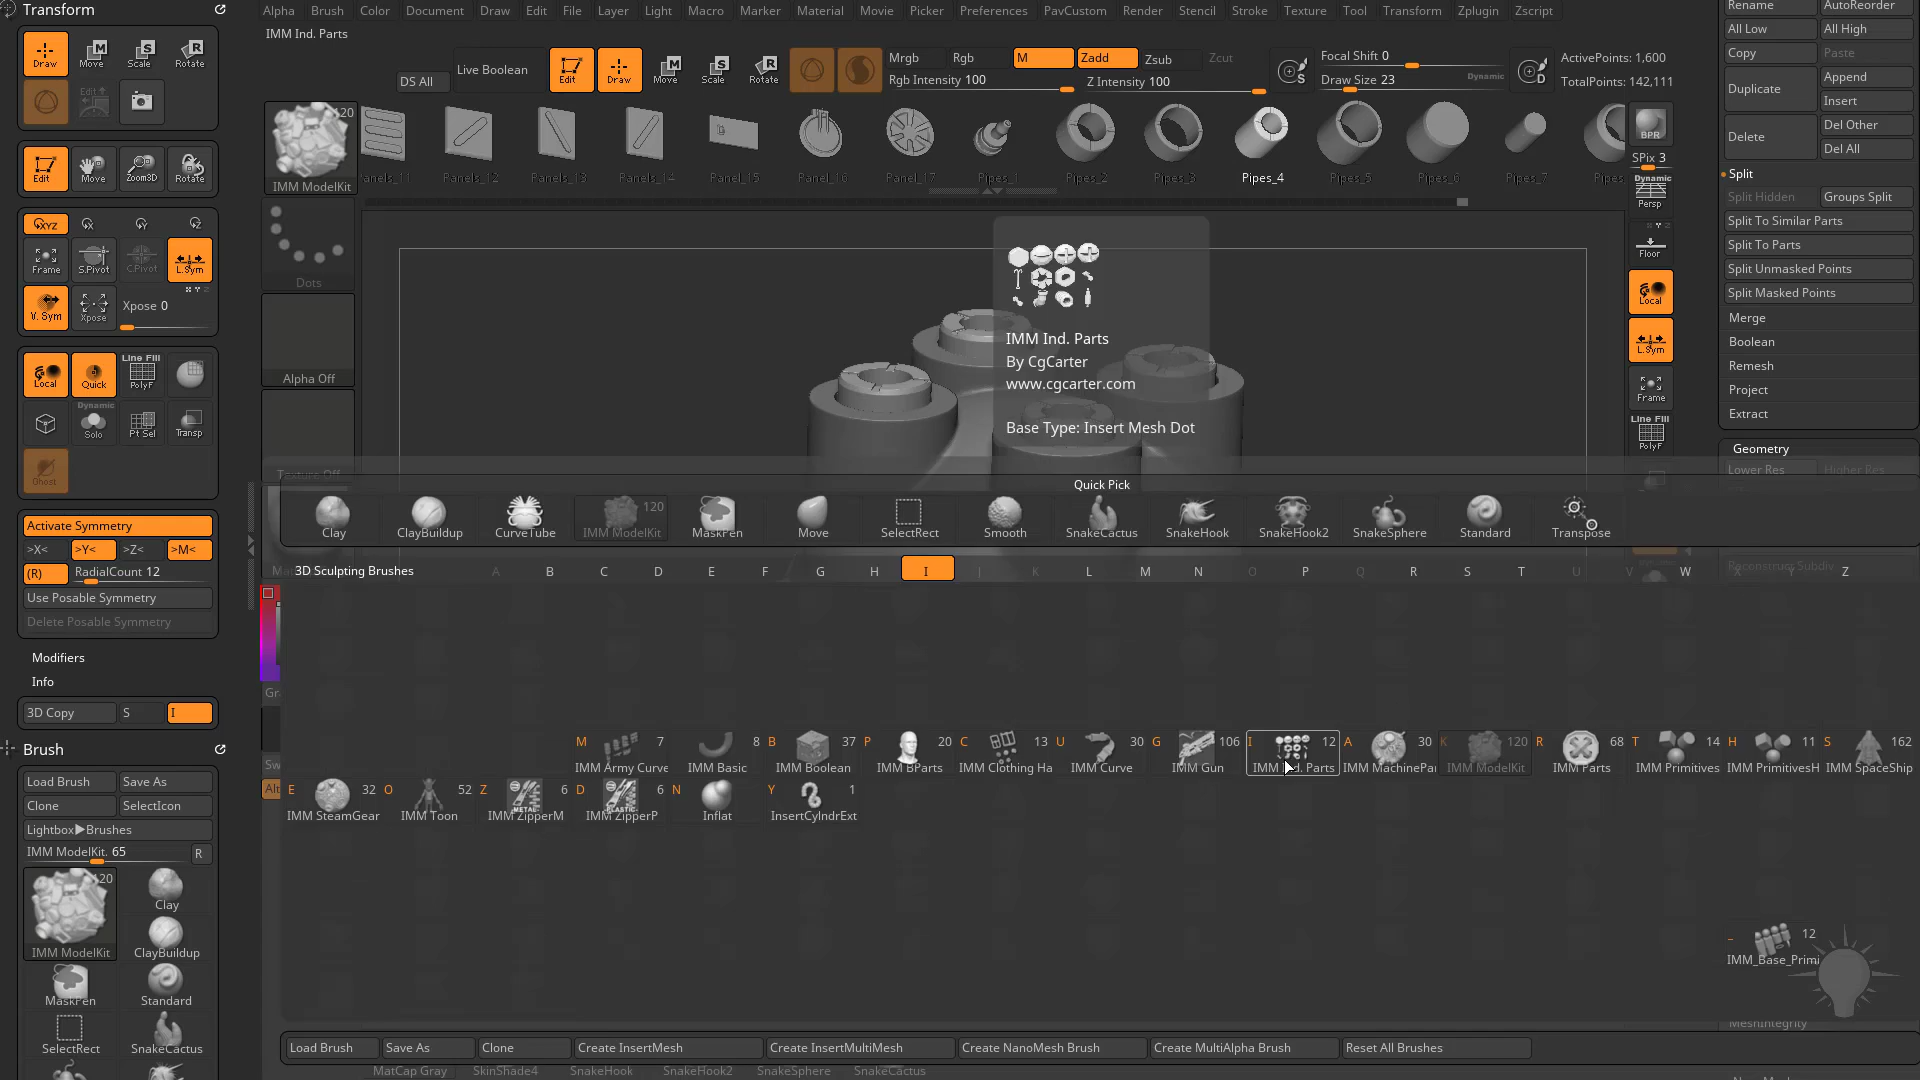 Transform
Alpha Brush Color Document Draw Edit File Layer Light Macro Marker Material Movie Picker Preferences PavCustom Render Stencil Stroke Texture Tool Transform Zplugin Zscript
IMM Ind. Parts
Draw Move Scale Rotate
Edit
DS All
Live Boolean
Edit Draw Move Scale Rotate
Mrgb Rgb M Zadd Zsub Zcut
Rgb Intensity 100 Z Intensity 100
Focal Shift 0
Draw Size 23 Dynamic
ActivePoints: 1,600
TotalPoints: 142,111
Rename AutoReorder
All Low All High
Copy Paste
Duplicate Append
Insert
Delete Del Other
Del All
Edit Move Zoom3D Rotate
IMM ModelKit
Panels_12 Panels_13 Panels_14 Panel_15 Panel_16 Panel_17 Pipes_1 Pipes_2 Pipes_3 Pipes_4 Pipes_5 Pipes_6 Pipes_7
BPR
SPix 3
Dynamic
Persp
Floor
Local
L.Sym
Frame
Line Fill
PolyF
Split
Split Hidden Groups Split
Split To Similar Parts
Split To Parts
Split Unmasked Points
Split Masked Points
Merge
Boolean
Remesh
Project
Extract
Geometry
Lower Res Higher Res
XYZ X Y Z
Frame S.Pivot C.Pivot L.Sym
V. Sym Xpose Xpose 0
Local Quick Line Fill PolyF
Dynamic
Solo Pt Sel Transp
Ghost
Dots
Alpha Off
Texture Off
IMM Ind. Parts
By CgCarter
www.cgcarter.com
Base Type: Insert Mesh Dot
Quick Pick
Clay ClayBuildup CurveTube IMM ModelKit 120 MaskPen Move SelectRect Smooth SnakeCactus SnakeHook SnakeHook2 SnakeSphere Standard Transpose
3D Sculpting Brushes A B C D E F G H I J K L M N O P Q R S T U V W X Y Z
Activate Symmetry
>X< >Y< >Z< >M<
(R) RadialCount 12
Use Posable Symmetry
Delete Posable Symmetry
Modifiers
Info
3D Copy S I
M 7 8 B 37 P 20 C 13 U 30 G 106 I 12 A 30 K 120 R 68 T 14 H 11 S 162
IMM Army Curve IMM Basic IMM Boolean IMM BParts IMM Clothing Ha IMM Curve IMM Gun IMM Ind. Parts IMM MachinePar IMM ModelKit IMM Parts IMM Primitives IMM PrimitivesH IMM SpaceShip
E 32 O 52 Z 6 D 6 N Y 1
IMM SteamGear IMM Toon IMM ZipperM IMM ZipperP Inflat InsertCylndrExt
12
IMM_Base_Primi
Brush
Load Brush Save As
Clone SelectIcon
Lightbox▶Brushes
IMM ModelKit. 65 R
IMM ModelKit
Clay
ClayBuildup
MaskPen Standard
SelectRect SnakeCactus
MeshIntegrity
Load Brush Save As Clone Create InsertMesh Create InsertMultiMesh Create NanoMesh Brush Create MultiAlpha Brush Reset All Brushes
MatCap Gray SkinShade4 SnakeHook SnakeHook2 SnakeSphere SnakeCactus